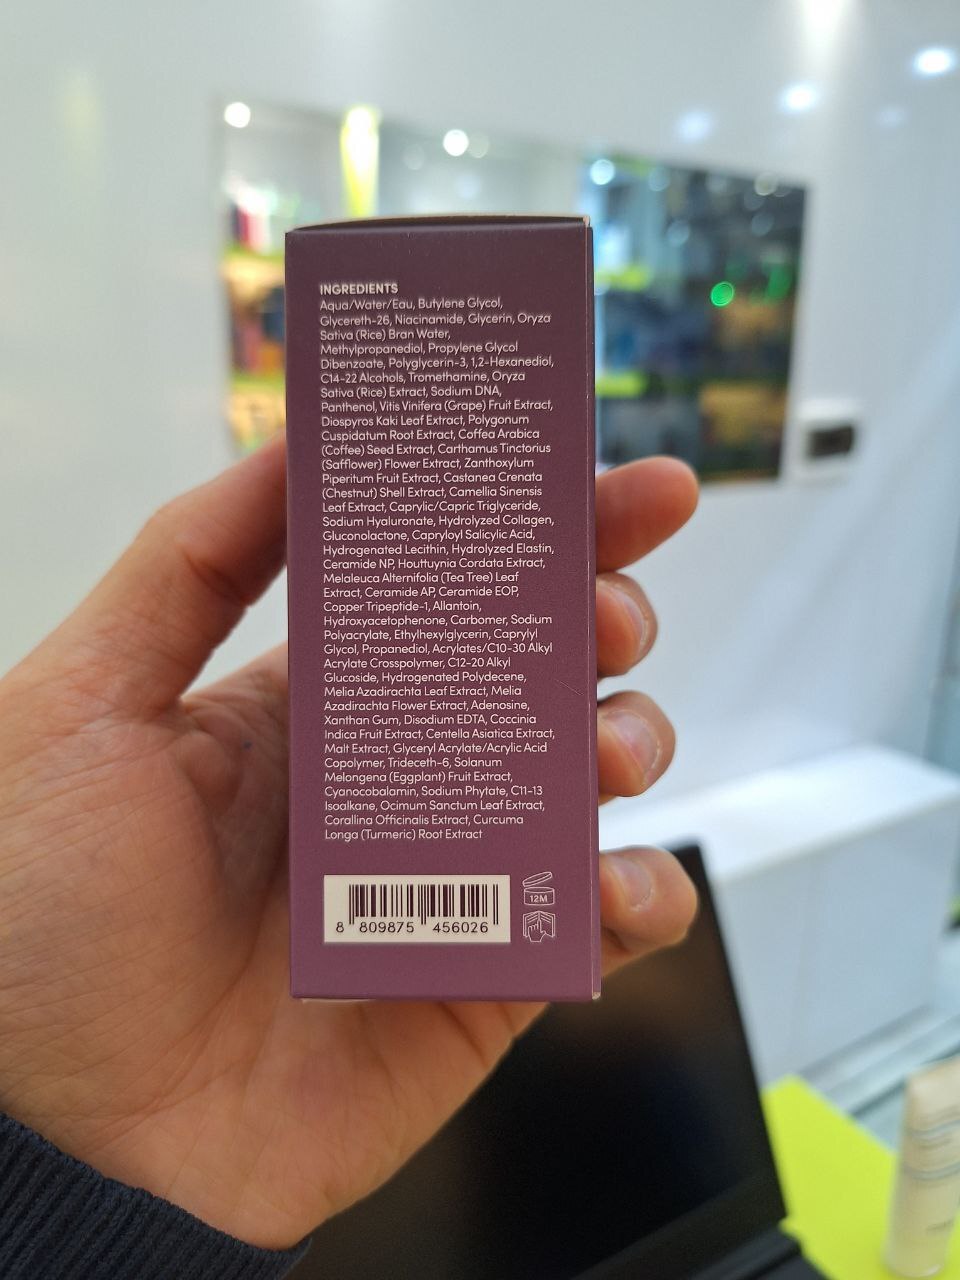 INGREDIENTS
Aqua/Water/Eau, Butylene Glycol,
Glycereth-26, Niacinamide, Glycerin, Oryza
Sativa (Rice) Bran Water,
Methylpropanediol, Propylene Glycol
Dibenzoate, Polyglycerin-3, 1,2-Hexanediol,
C14-22 Alcohols, Tromethamine, Oryza
Sativa (Rice) Extract, Sodium DNA,
Panthenol, Vitis Vinifera (Grape) Fruit Extract,
Diospyros Kaki Leaf Extract, Polygonum
Cuspidatum Root Extract, Coffea Arabica
(Coffee) Seed Extract, Carthamus Tinctorius
(Safflower) Flower Extract, Zanthoxylum
Piperitum Fruit Extract, Castanea Crenata
(Chestnut) Shell Extract, Camellia Sinensis
Leaf Extract, Caprylic/Capric Triglyceride,
Sodium Hyaluronate, Hydrolyzed Collagen,
Gluconolactone, Capryloyl Salicylic Acid,
Hydrogenated Lecithin, Hydrolyzed Elastin,
Ceramide NP, Houttuynia Cordata Extract,
Melaleuca Alternifolia (Tea Tree) Leaf
Extract, Ceramide AP, Ceramide EOP,
Copper Tripeptide-1, Allantoin,
Hydroxyacetophenone, Carbomer, Sodium
Polyacrylate, Ethylhexylglycerin, Caprylyl
Glycol, Propanediol, Acrylates/C10-30 Alkyl
Acrylate Crosspolymer, C12-20 Alkyl
Glucoside, Hydrogenated Polydecene,
Melia Azadirachta Leaf Extract, Melia
Azadirachta Flower Extract, Adenosine,
Xanthan Gum, Disodium EDTA, Coccinia
Indica Fruit Extract, Centella Asiatica Extract,
Malt Extract, Glyceryl Acrylate/Acrylic Acid
Copolymer, Trideceth-6, Solanum
Melongena (Eggplant) Fruit Extract,
Cyanocobalamin, Sodium Phytate, C11-13
Isoalkane, Ocimum Sanctum Leaf Extract,
Corallina Officinalis Extract, Curcuma
Longa (Turmeric) Root Extract
8 809875 456026
12M